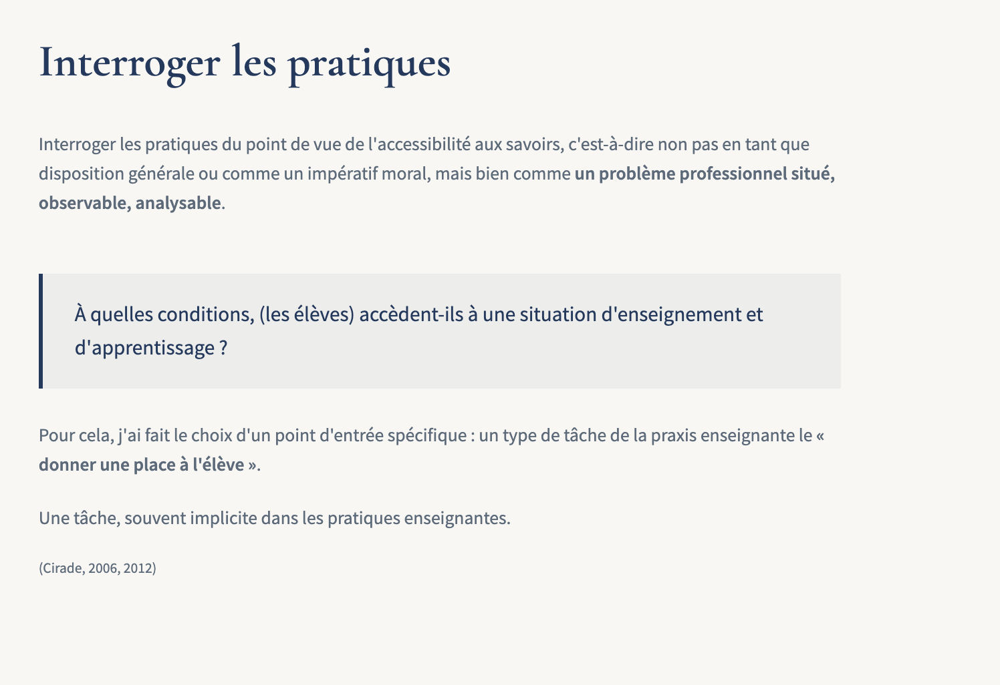 Interroger les pratiques
Interroger les pratiques du point de vue de l'accessibilité aux savoirs, c'est-à-dire non pas en tant que
disposition générale ou comme un impératif moral, mais bien comme un problème professionnel situé,
observable, analysable.
À quelles conditions, (les élèves) accèdent-ils à une situation d'enseignement et
d'apprentissage ?
Pour cela, j'ai fait le choix d'un point d'entrée spécifique : un type de tâche de la praxis enseignante le «
donner une place à l'élève ».
Une tâche, souvent implicite dans les pratiques enseignantes.
(Cirade, 2006, 2012)